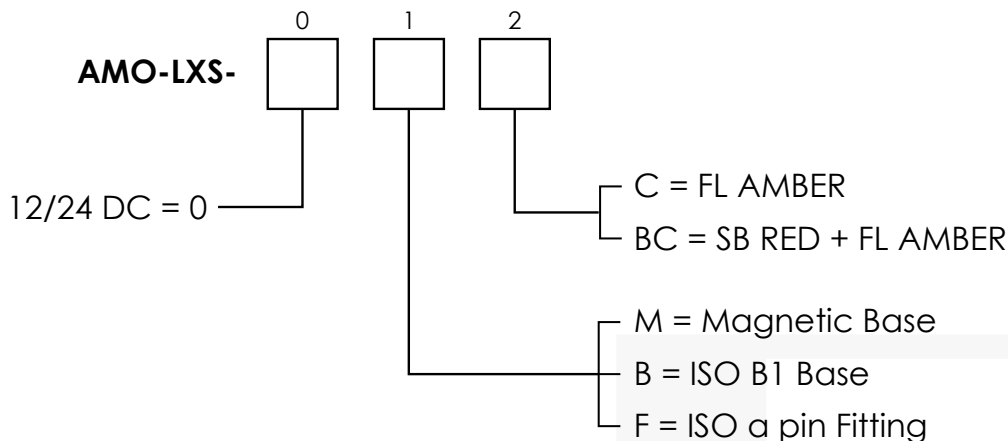 0 1 2
AMO-LXS-
12/24 DC = 0
C = FL AMBER
BC = SB RED + FL AMBER
M = Magnetic Base
B = ISO B1 Base
F = ISO a pin Fitting